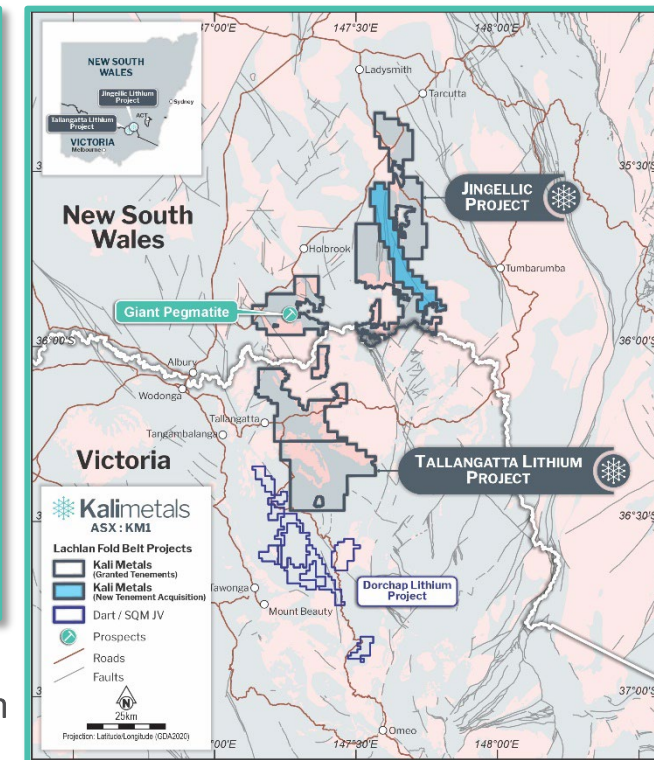 147°00'E
147°30'E
148°00'E
NEW SOUTH
WALES
Jingellic Lithium
Project
Sydney
ACT
Tallangatta Lithium
Project
VICTORIA
Melbourne
Ladysmith
Tarcutta
35°30'S
JINGELLIC
PROJECT
New South
Wales
Holbrook
Tumbarumba
Giant Pegmatite
36°00'S
36°00'S
Albury
Wodonga
Tallangatta
Tangambalanga
Victoria
TALLANGATTA LITHIUM
PROJECT
Kalimetals
ASX : KM1
Lachlan Fold Belt Projects
Kali Metals
(Granted Tenements)
Kali Metals
(New Tenement Acquisition)
Dart / SQM JV
Prospects
Roads
Faults
N
25km
Projection: Latitude/Longitude (GDA2020)
36°30'S
Dorchap Lithium
Project
Mount Beauty
37°00'S
Omeo
147°30'E
148°00'E